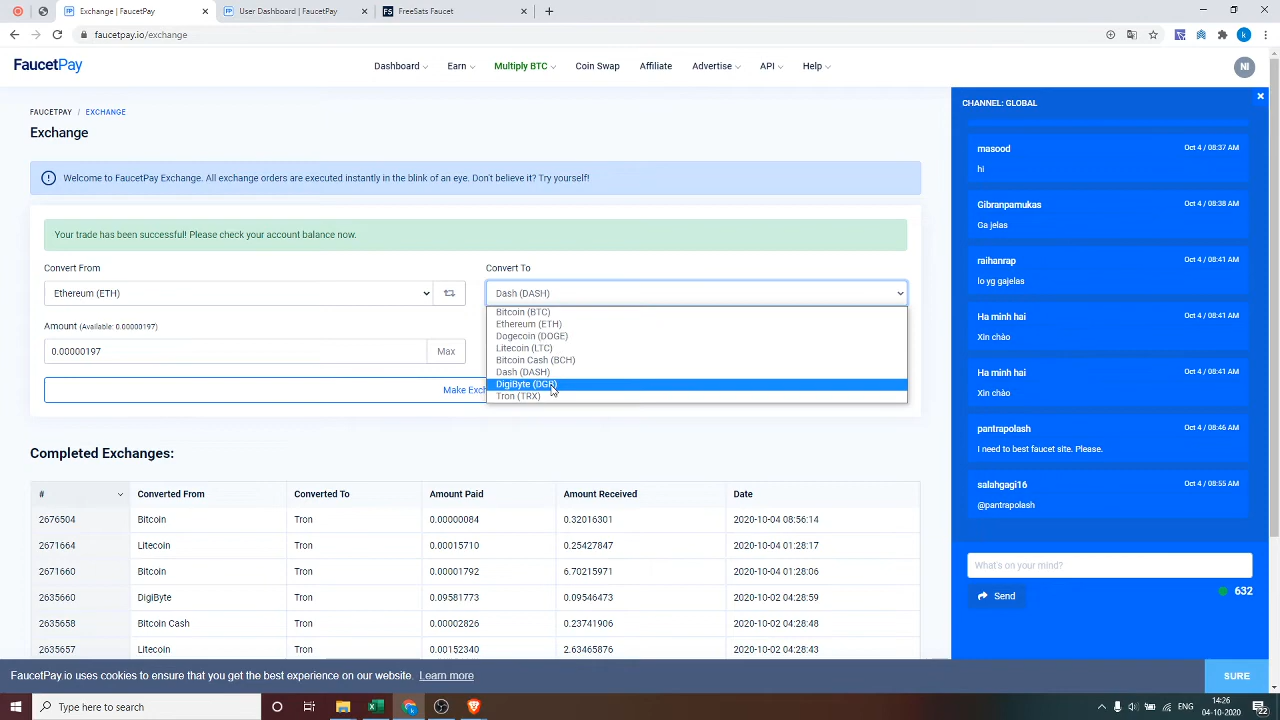 Exchange | FaucetPay
User Dashboard | FaucetPay
FS FreeSats Faucet
faucetpay.io/exchange
FaucetPay
Dashboard
Earn
Multiply BTC
Coin Swap
Affiliate
Advertise
API
Help
NI
FAUCETPAY / EXCHANGE
Exchange
Welcome to FaucetPay Exchange. All exchange orders are executed instantly in the blink of an eye. Don't believe it? Try yourself!
Your trade has been successful! Please check your account balance now.
Convert From
Ethereum (ETH)
Amount (Available: 0.00000197)
0.00000197
Max
Make Exch
Convert To
Dash (DASH)
Bitcoin (BTC)
Ethereum (ETH)
Dogecoin (DOGE)
Litecoin (LTC)
Bitcoin Cash (BCH)
Dash (DASH)
DigiByte (DGB)
Tron (TRX)
Completed Exchanges:
# Converted From Converted To Amount Paid Amount Received Date
2676504 Bitcoin Tron 0.00000084 0.32016301 2020-10-04 08:56:14
2671664 Litecoin Tron 0.00015710 0.25427847 2020-10-04 01:28:17
2671660 Bitcoin Tron 0.00001792 6.70215971 2020-10-04 01:28:06
2635660 DigiByte Tron 0.09581773 0.09546473 2020-10-02 04:28:59
2635658 Bitcoin Cash Tron 0.00002826 0.23741906 2020-10-02 04:28:48
2635657 Litecoin Tron 0.00152340 2.63465876 2020-10-02 04:28:43
CHANNEL: GLOBAL
masood Oct 4 / 08:37 AM
hi
Gibranpamukas Oct 4 / 08:38 AM
Ga jelas
raihanrap Oct 4 / 08:41 AM
lo yg gajelas
Ha minh hai Oct 4 / 08:41 AM
Xin chào
Ha minh hai Oct 4 / 08:41 AM
Xin chào
pantrapolash Oct 4 / 08:46 AM
I need to best faucet site. Please.
salahgagi16 Oct 4 / 08:55 AM
@pantrapolash
What's on your mind?
Send
632
FaucetPay.io uses cookies to ensure that you get the best experience on our website. Learn more
SURE
Type here to search
ENG
14:26
04-10-2020
22